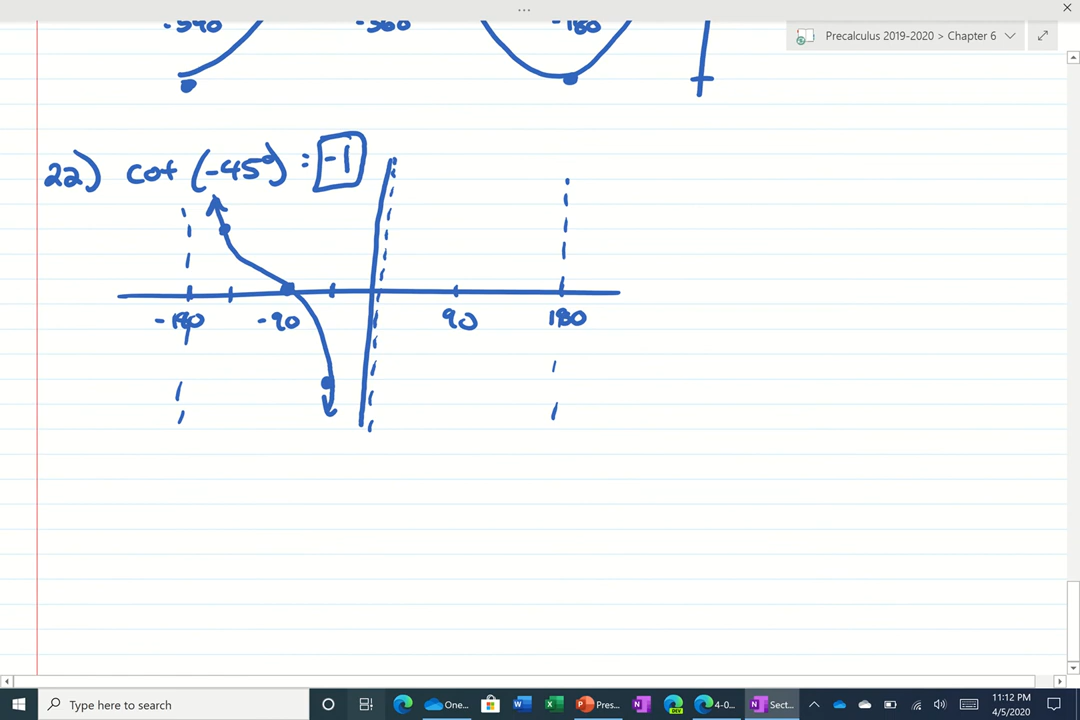 Precalculus 2019-2020 > Chapter 6
-540 -360 -180
22) cot (-45°) = -1
-180 -90 90 180
Type here to search
One...
Pres...
4-0...
Sect...
11:12 PM
4/5/2020